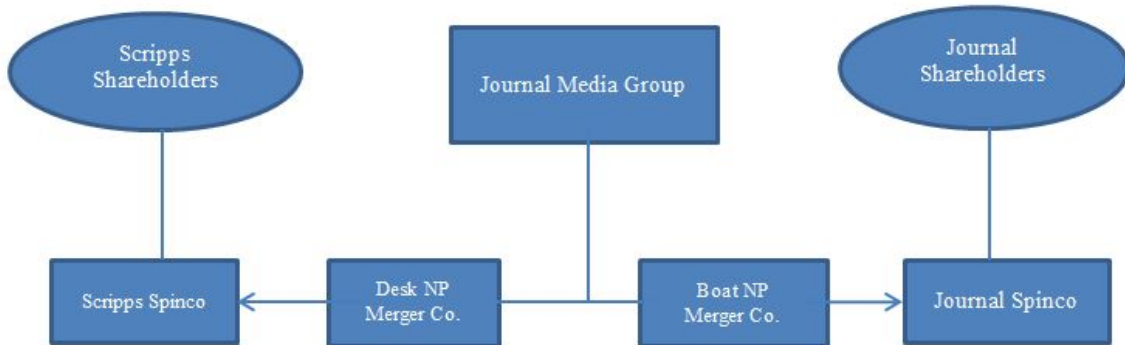 Scripps
Shareholders
Journal Media Group
Journal
Shareholders
Scripps Spinco
Desk NP
Merger Co.
Boat NP
Merger Co.
Journal Spinco